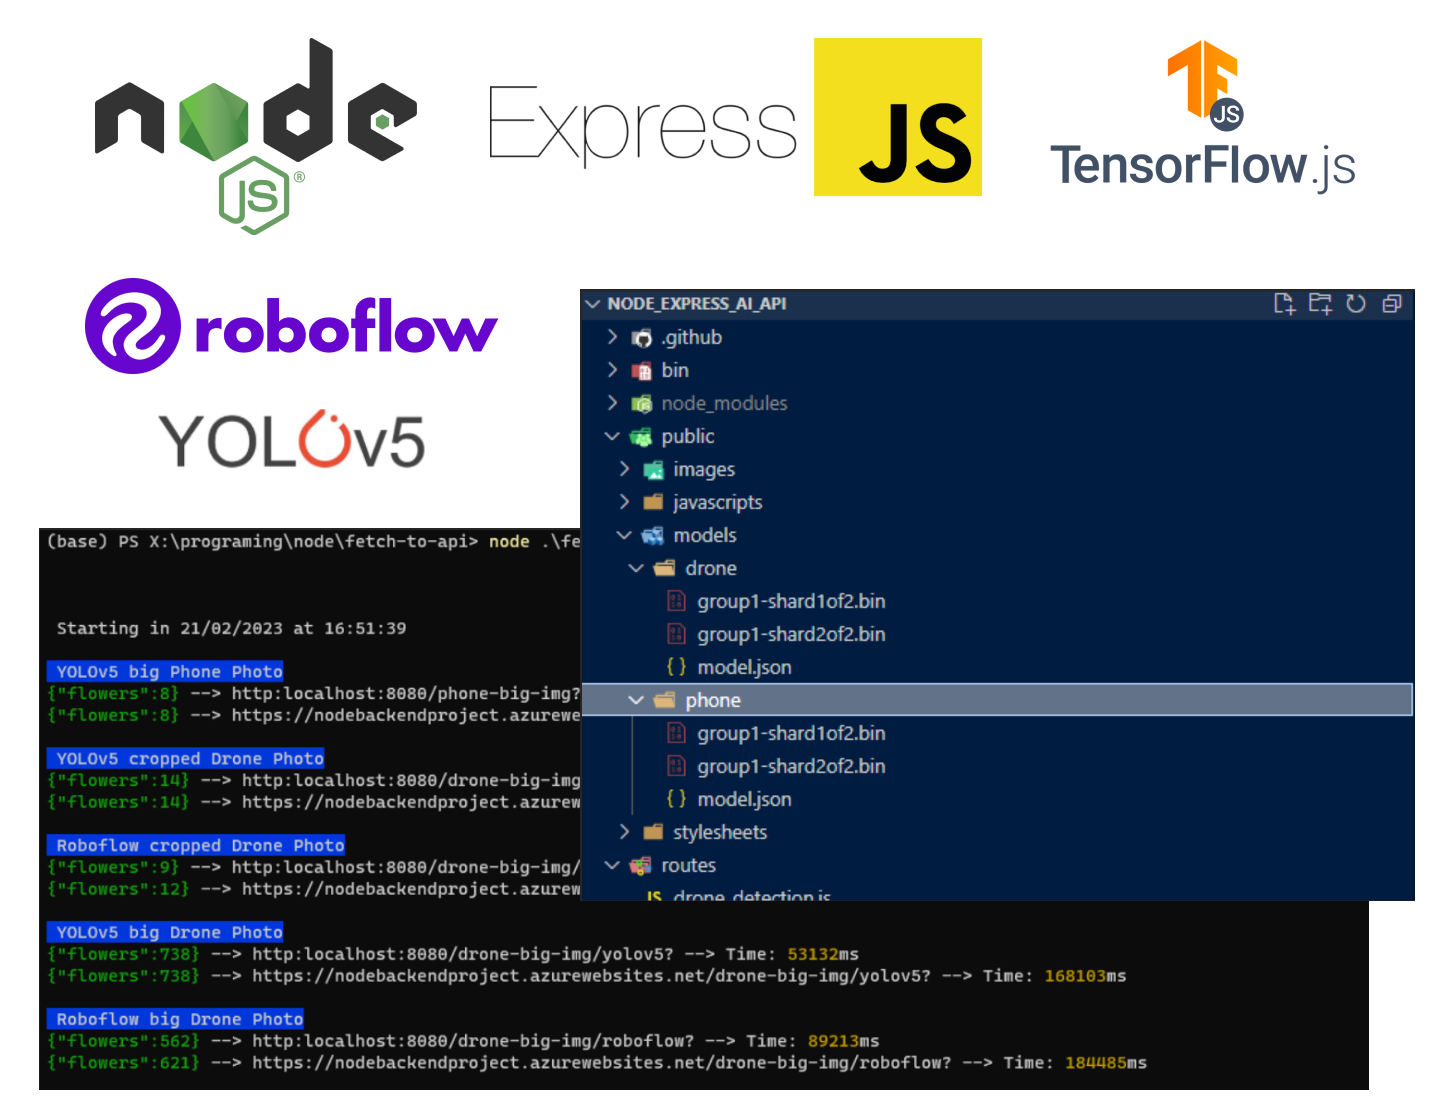 node
JS®
Express
JS
JS
TensorFlow.js
roboflow
YOLOv5
NODE_EXPRESS_AI_API
.github
bin
node_modules
public
images
javascripts
models
drone
group1-shard1of2.bin
group1-shard2of2.bin
{} model.json
phone
group1-shard1of2.bin
group1-shard2of2.bin
{} model.json
stylesheets
routes
JS drone_detection.js
(base) PS X:\programing\node\fetch-to-api> node .\fe
Starting in 21/02/2023 at 16:51:39
YOLOv5 big Phone Photo
{"flowers":8} --> http:localhost:8080/phone-big-img?
{"flowers":8} --> https://nodebackendproject.azurewe
YOLOv5 cropped Drone Photo
{"flowers":14} --> http:localhost:8080/drone-big-img
{"flowers":14} --> https://nodebackendproject.azurew
Roboflow cropped Drone Photo
{"flowers":9} --> http:localhost:8080/drone-big-img/
{"flowers":12} --> https://nodebackendproject.azurew
YOLOv5 big Drone Photo
{"flowers":738} --> http:localhost:8080/drone-big-img/yolov5? --> Time: 53132ms
{"flowers":738} --> https://nodebackendproject.azurewebsites.net/drone-big-img/yolov5? --> Time: 168103ms
Roboflow big Drone Photo
{"flowers":562} --> http:localhost:8080/drone-big-img/roboflow? --> Time: 89213ms
{"flowers":621} --> https://nodebackendproject.azurewebsites.net/drone-big-img/roboflow? --> Time: 184485ms